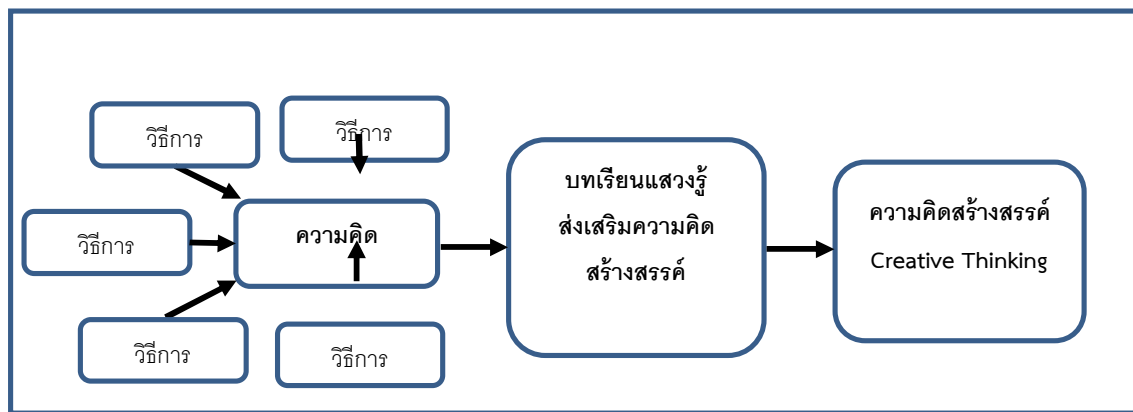 วิธีการ
วิธีการ
วิธีการ
ความคิด
วิธีการ
วิธีการ
บทเรียนแสวงรู้
ส่งเสริมความคิด
สร้างสรรค์
ความคิดสร้างสรรค์
Creative Thinking